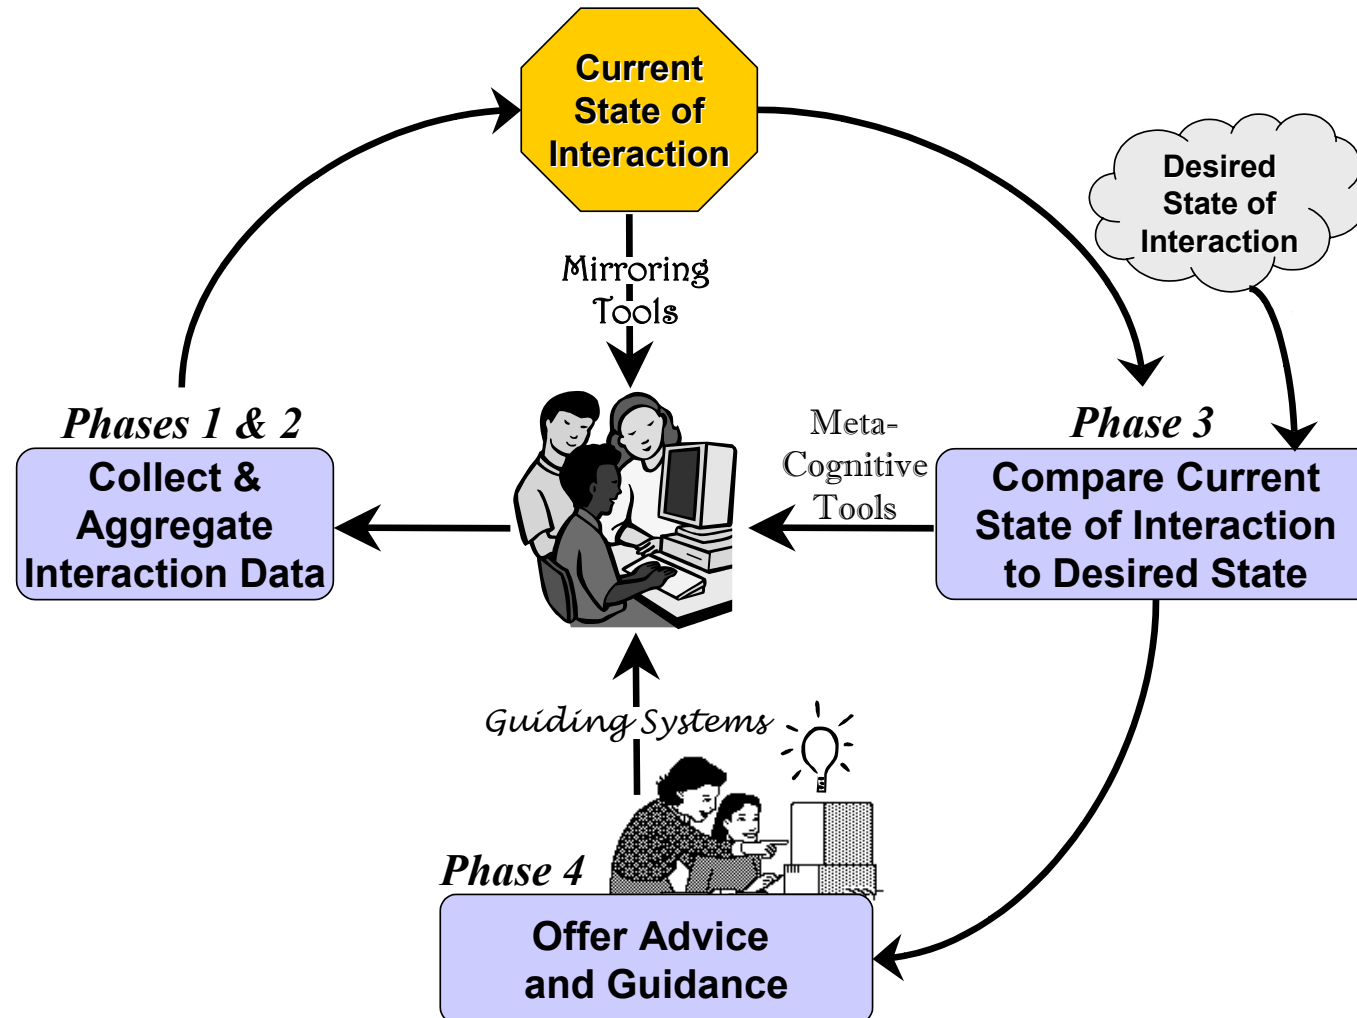 Current
State of
Interaction
Desired
State of
Interaction
Mirroring
Tools
Phases 1 & 2
Collect &
Aggregate
Interaction Data
Meta-
Cognitive
Tools
Phase 3
Compare Current
State of Interaction
to Desired State
Guiding Systems
Phase 4
Offer Advice
and Guidance